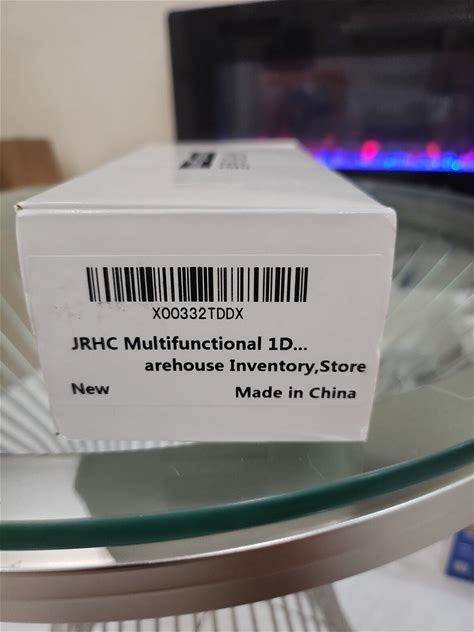 X00332TDDX
JRHC Multifunctional 1D...
arehouse Inventory,Store
New
Made in China